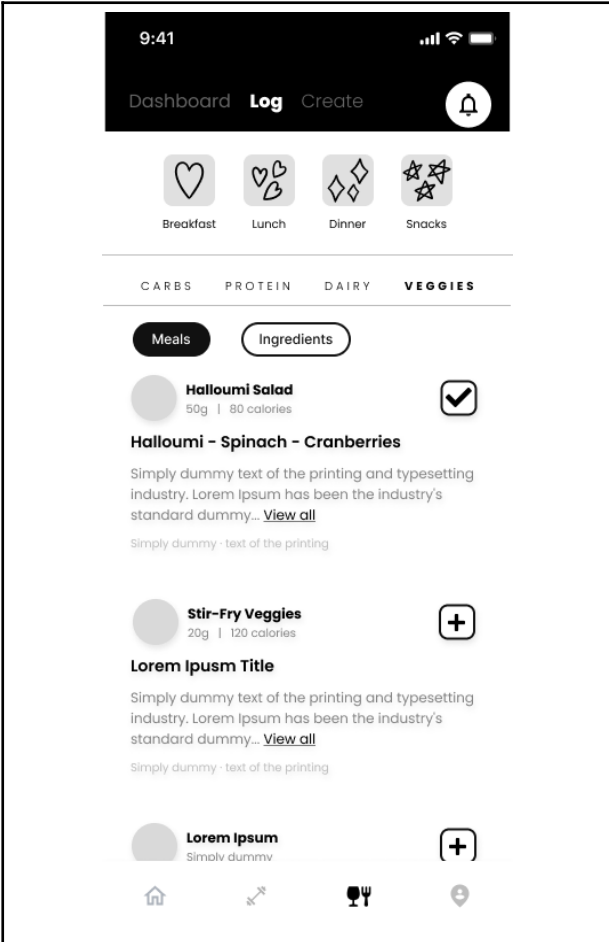 9:41
Dashboard Log Create
Breakfast Lunch Dinner Snacks
CARBS PROTEIN DAIRY VEGGIES
Meals Ingredients
Halloumi Salad
50g | 80 calories
Halloumi - Spinach - Cranberries
Simply dummy text of the printing and typesetting
industry. Lorem Ipsum has been the industry's
standard dummy... View all
Simply dummy · text of the printing
Stir-Fry Veggies
20g | 120 calories
Lorem Ipusm Title
Simply dummy text of the printing and typesetting
industry. Lorem Ipsum has been the industry's
standard dummy... View all
Simply dummy · text of the printing
Lorem Ipsum
Simply dummy